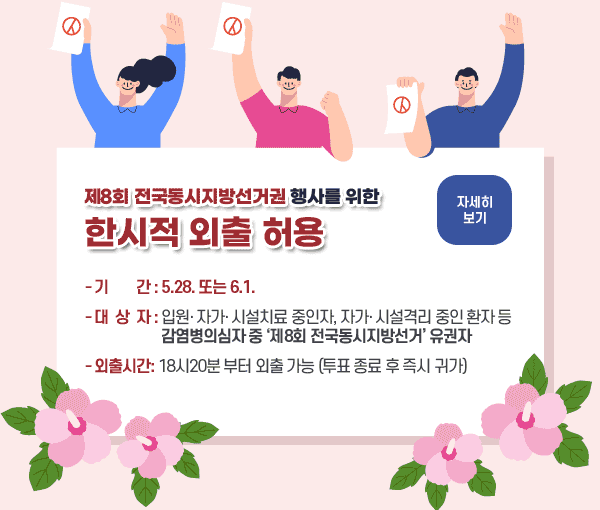 제8회 전국동시지방선거권 행사를 위한
한시적 외출 허용
자세히
보기
- 기 간 : 5.28. 또는 6.1.
- 대 상 자 : 입원· 자가· 시설치료 중인자, 자가· 시설격리 중인 환자 등
감염병의심자 중 ‘제8회 전국동시지방선거’ 유권자
- 외출시간: 18시20분 부터 외출 가능 (투표 종료 후 즉시 귀가)